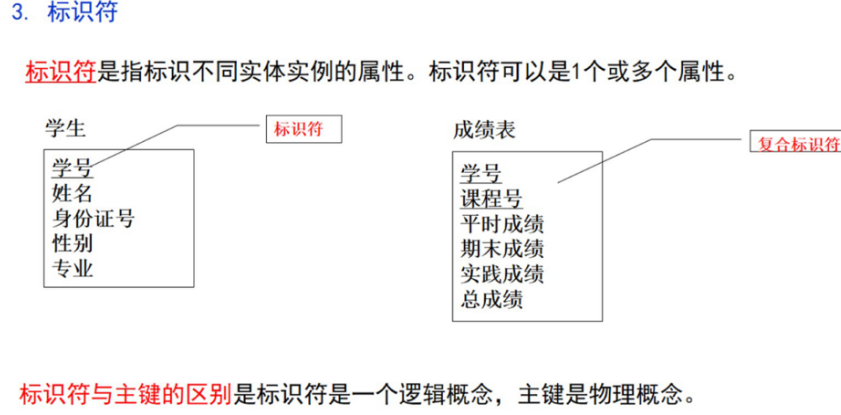 3. 标识符
标识符是指标识不同实体实例的属性。标识符可以是1个或多个属性。
学生
标识符
学号
姓名
身份证号
性别
专业
成绩表
复合标识符
学号
课程号
平时成绩
期末成绩
实践成绩
总成绩
标识符与主键的区别是标识符是一个逻辑概念，主键是物理概念。